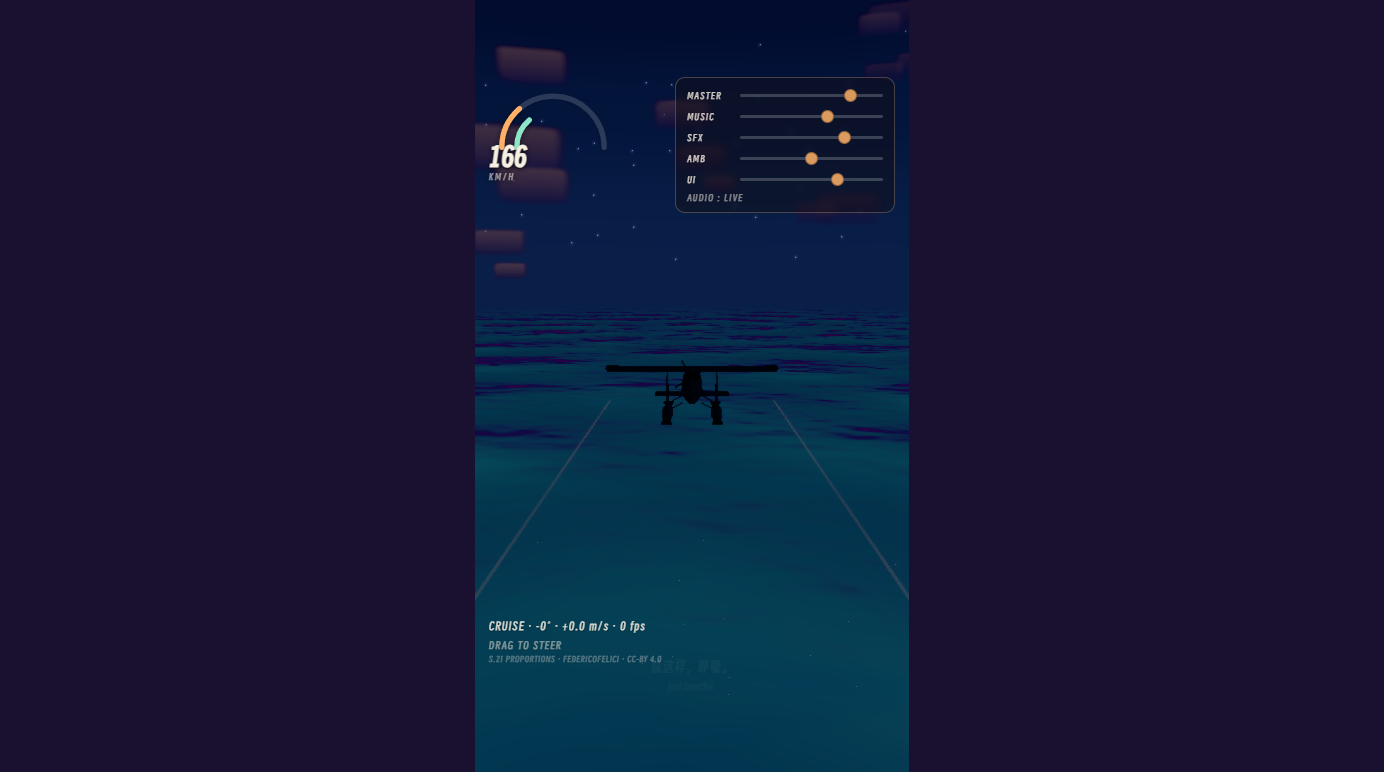 MASTER
MUSIC
SFX
AMB
UI
AUDIO : LIVE
166
KM/H
CRUISE · -0° · +0.0 m/s · 0 fps
DRAG TO STEER
S.21 PROPORTIONS · FEDERICOFELICI · CC-BY 4.0